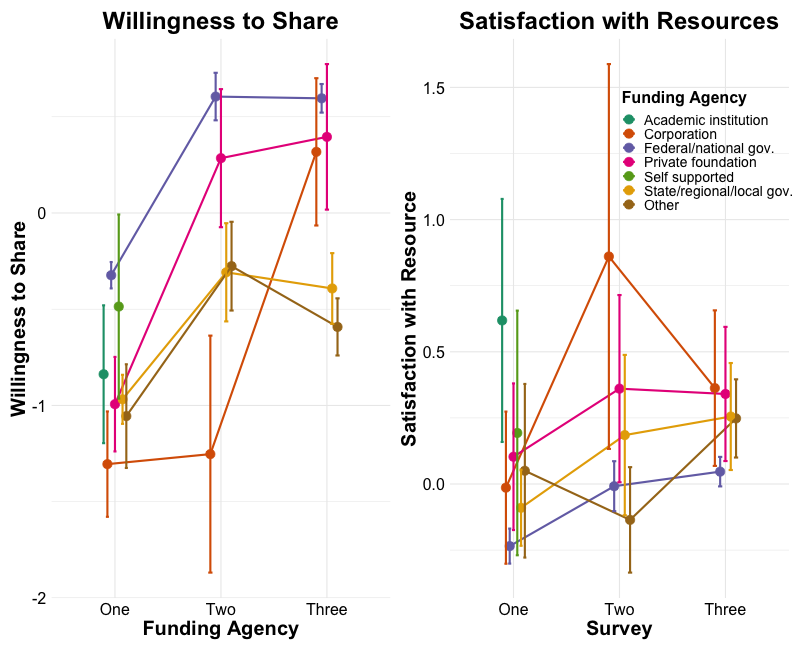 Willingness to Share
Willingness to Share
0
-1
-2
One
Two
Three
Funding Agency
Satisfaction with Resources
Satisfaction with Resource
1.5
1.0
0.5
0.0
Funding Agency
Academic institution
Corporation
Federal/national gov.
Private foundation
Self supported
State/regional/local gov.
Other
One
Two
Three
Survey